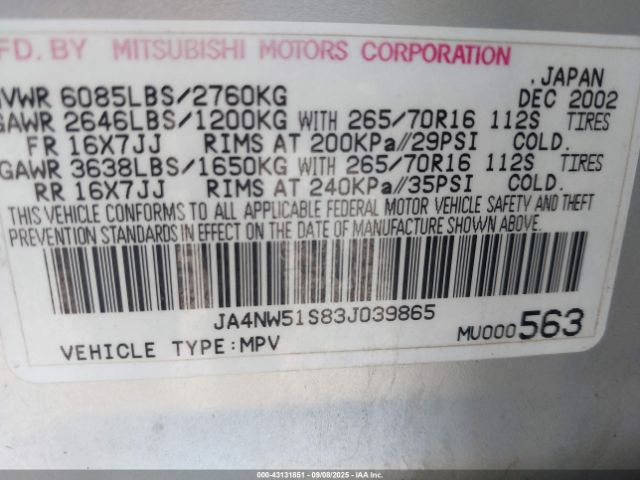 MFD. BY MITSUBISHI MOTORS CORPORATION
. JAPAN
GVWR 6085LBS/2760KG DEC 2002
GAWR 2646LBS/1200KG WITH 265/70R16 112S TIRES
FR 16X7JJ RIMS AT 200KPa//29PSI COLD.
GAWR 3638LBS/1650KG WITH 265/70R16 112S TIRES
RR 16X7JJ RIMS AT 240KPa//35PSI COLD.
THIS VEHICLE CONFORMS TO ALL APPLICABLE FEDERAL MOTOR VEHICLE SAFETY AND THEFT
PREVENTION STANDARDS IN EFFECT ON THE DATE OF MANUFACTURE SHOWN ABOVE.
JA4NW51S83J039865
MU000563
VEHICLE TYPE:MPV
000-43131851 - 09/08/2025 - IAA Inc.